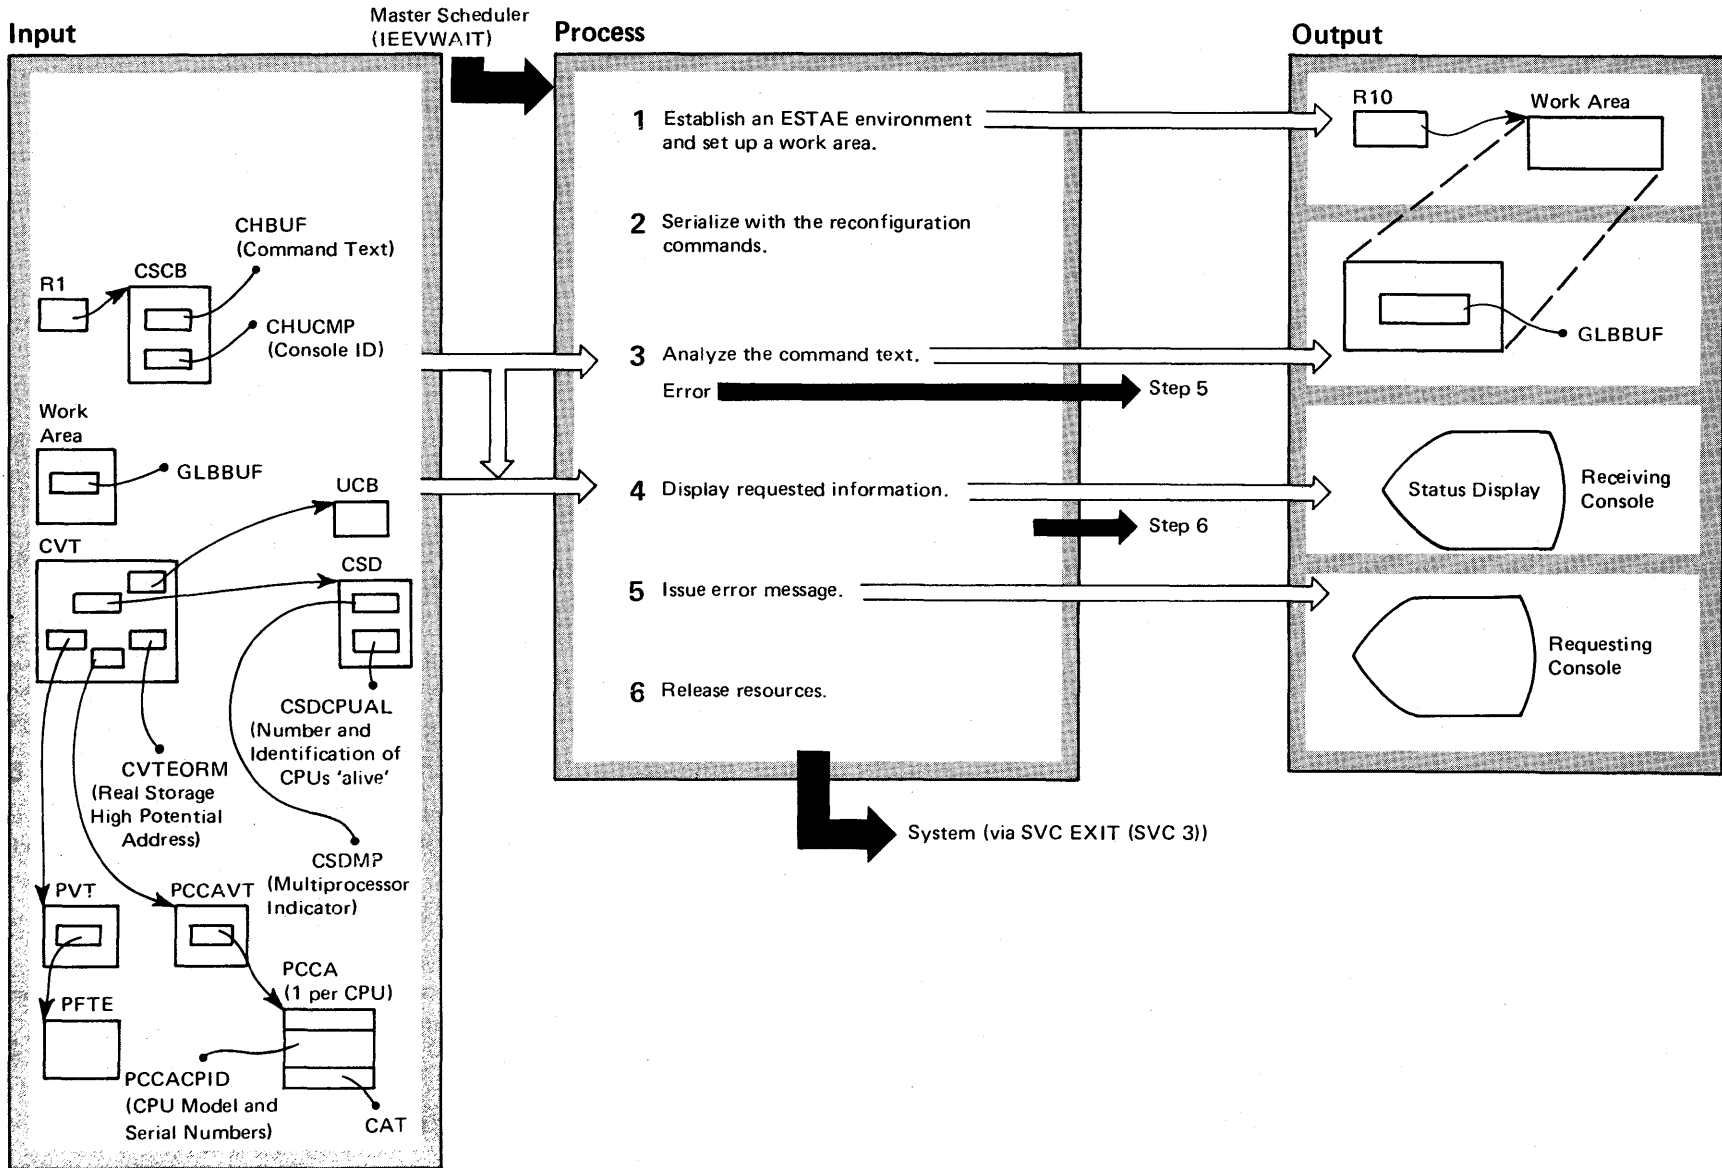 Master Scheduler
(IEEVWAIT)
Input
Process
Output
1 Establish an ESTAE environment
and set up a work area.
2 Serialize with the reconfiguration
commands.
3 Analyze the command text.
Error
Step 5
4 Display requested information.
Step 6
5 Issue error message.
6 Release resources.
System (via SVC EXIT (SVC 3))
CHBUF
(Command Text)
CSCB
R1
CHUCMP
(Console ID)
Work
Area
GLBBUF
UCB
CVT
CSD
CSDCPUAL
(Number and
Identification of
CPUs 'alive'
CVTEORM
(Real Storage
High Potential
Address)
CSDMP
(Multiprocessor
Indicator)
PVT
PCCAVT
PCCA
(1 per CPU)
PFTE
PCCACPID
(CPU Model and
Serial Numbers)
CAT
R10
Work Area
GLBBUF
Status Display
Receiving
Console
Requesting
Console